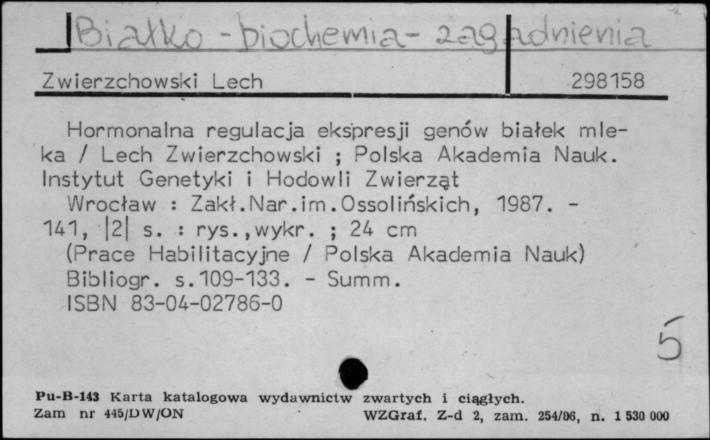 Białko - biochemia - zagadnienia
Zwierzchowski Lech 298158
Hormonalna regulacja ekspresji genów białek mle-
ka / Lech Zwierzchowski ; Polska Akademia Nauk.
Instytut Genetyki i Hodowli Zwierząt
Wrocław : Zakł.Nar.im.Ossolińskich, 1987. -
141, |2| s. : rys.,wykr. ; 24 cm
(Prace Habilitacyjne / Polska Akademia Nauk)
Bibliogr. s.109-133. - Summ.
ISBN 83-04-02786-0
5
Pu-B-143 Karta katalogowa wydawnictw zwartych i ciągłych.
Zam nr 445/DW/ON WZGraf. Z-d 2, zam. 254/96, n. 1 530 000